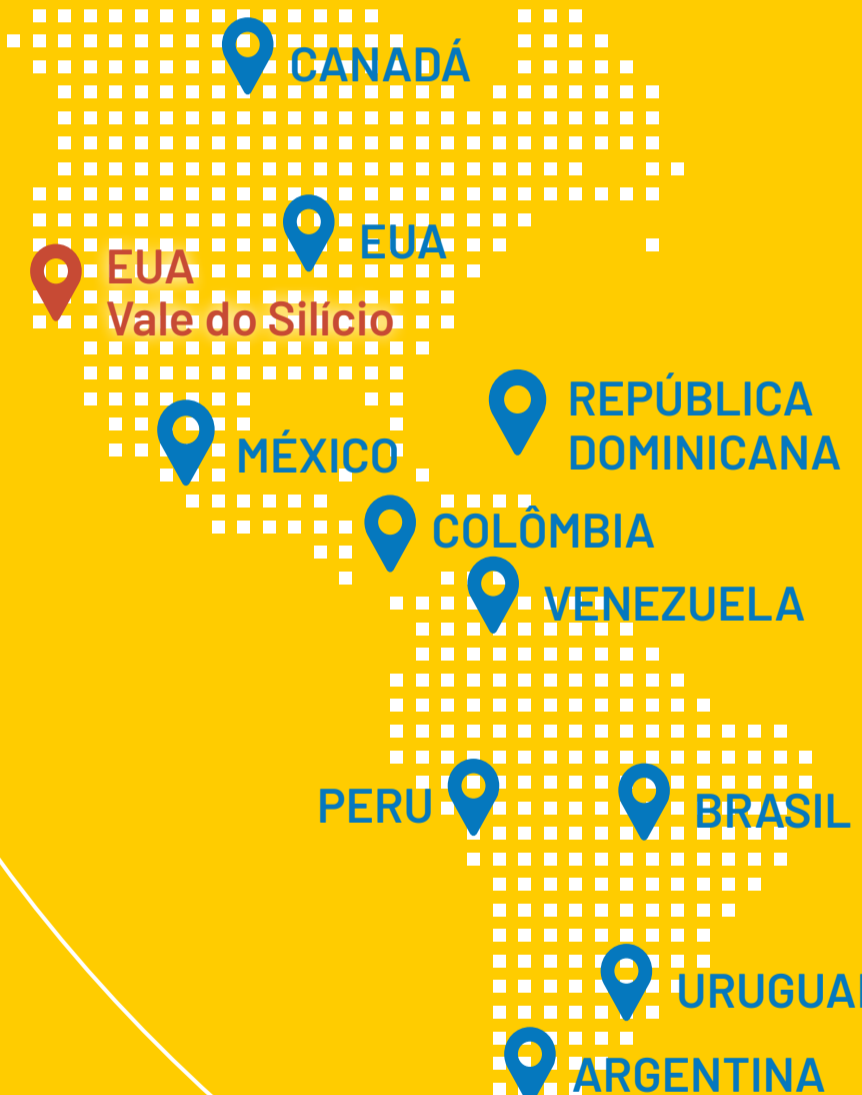 CANADÁ
EUA
EUA
Vale do Silício
REPÚBLICA
DOMINICANA
MÉXICO
COLÔMBIA
VENEZUELA
PERU
BRASIL
URUGUAI
ARGENTINA